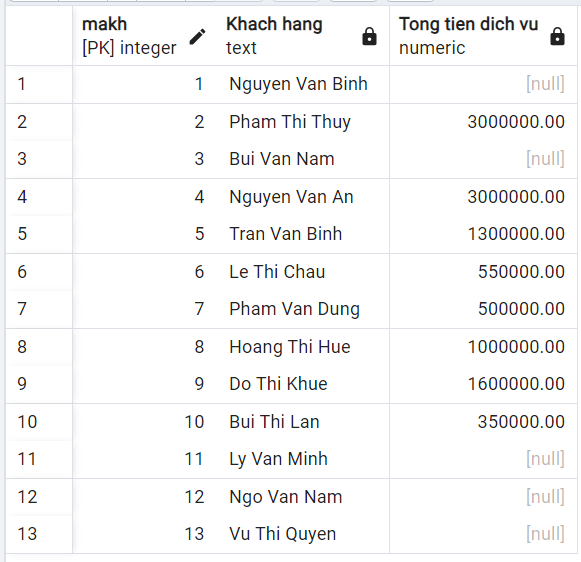 makh Khach hang Tong tien dich vu
[PK] integer text numeric
1 1 Nguyen Van Binh [null]
2 2 Pham Thi Thuy 3000000.00
3 3 Bui Van Nam [null]
4 4 Nguyen Van An 3000000.00
5 5 Tran Van Binh 1300000.00
6 6 Le Thi Chau 550000.00
7 7 Pham Van Dung 500000.00
8 8 Hoang Thi Hue 1000000.00
9 9 Do Thi Khue 1600000.00
10 10 Bui Thi Lan 350000.00
11 11 Ly Van Minh [null]
12 12 Ngo Van Nam [null]
13 13 Vu Thi Quyen [null]